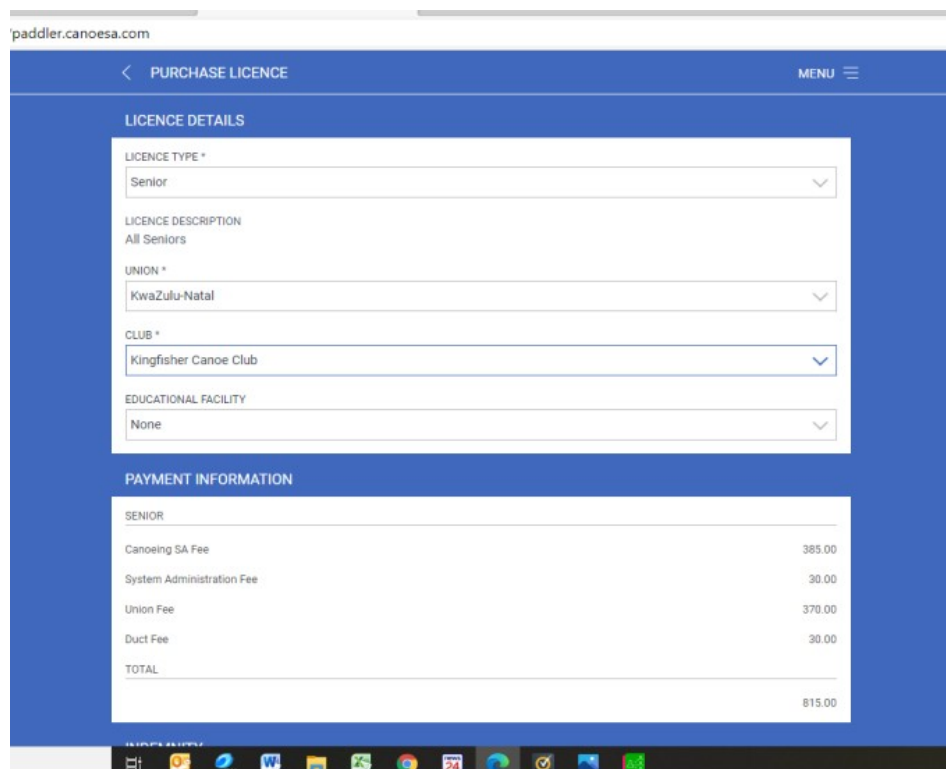 paddler.canoesa.com
PURCHASE LICENCE
MENU
LICENCE DETAILS
LICENCE TYPE *
Senior
LICENCE DESCRIPTION
All Seniors
UNION *
KwaZulu-Natal
CLUB *
Kingfisher Canoe Club
EDUCATIONAL FACILITY
None
PAYMENT INFORMATION
SENIOR
Canoeing SA Fee 385.00
System Administration Fee 30.00
Union Fee 370.00
Duct Fee 30.00
TOTAL
815.00
INDEMNITY
24